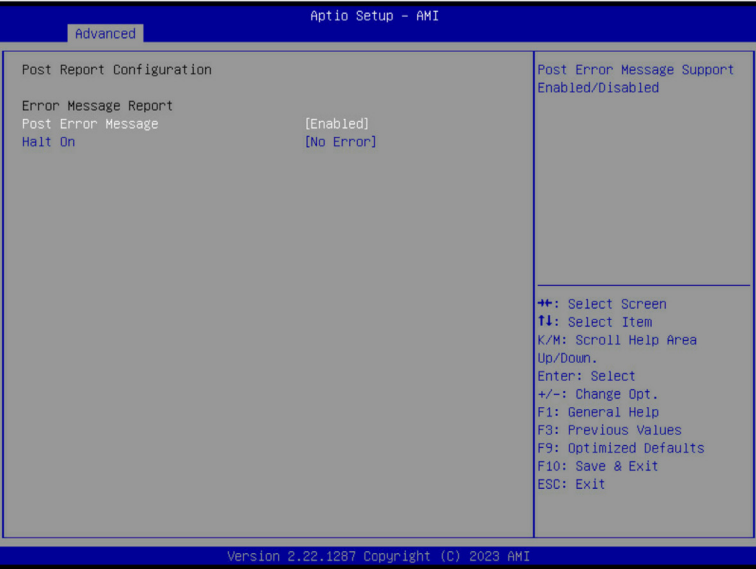 Aptio Setup – AMI
Advanced
Post Report Configuration
Error Message Report
Post Error Message [Enabled]
Halt On [No Error]
Post Error Message Support
Enabled/Disabled
→←: Select Screen
↑↓: Select Item
K/M: Scroll Help Area
Up/Down.
Enter: Select
+/-: Change Opt.
F1: General Help
F3: Previous Values
F9: Optimized Defaults
F10: Save & Exit
ESC: Exit
Version 2.22.1287 Copyright (C) 2023 AMI